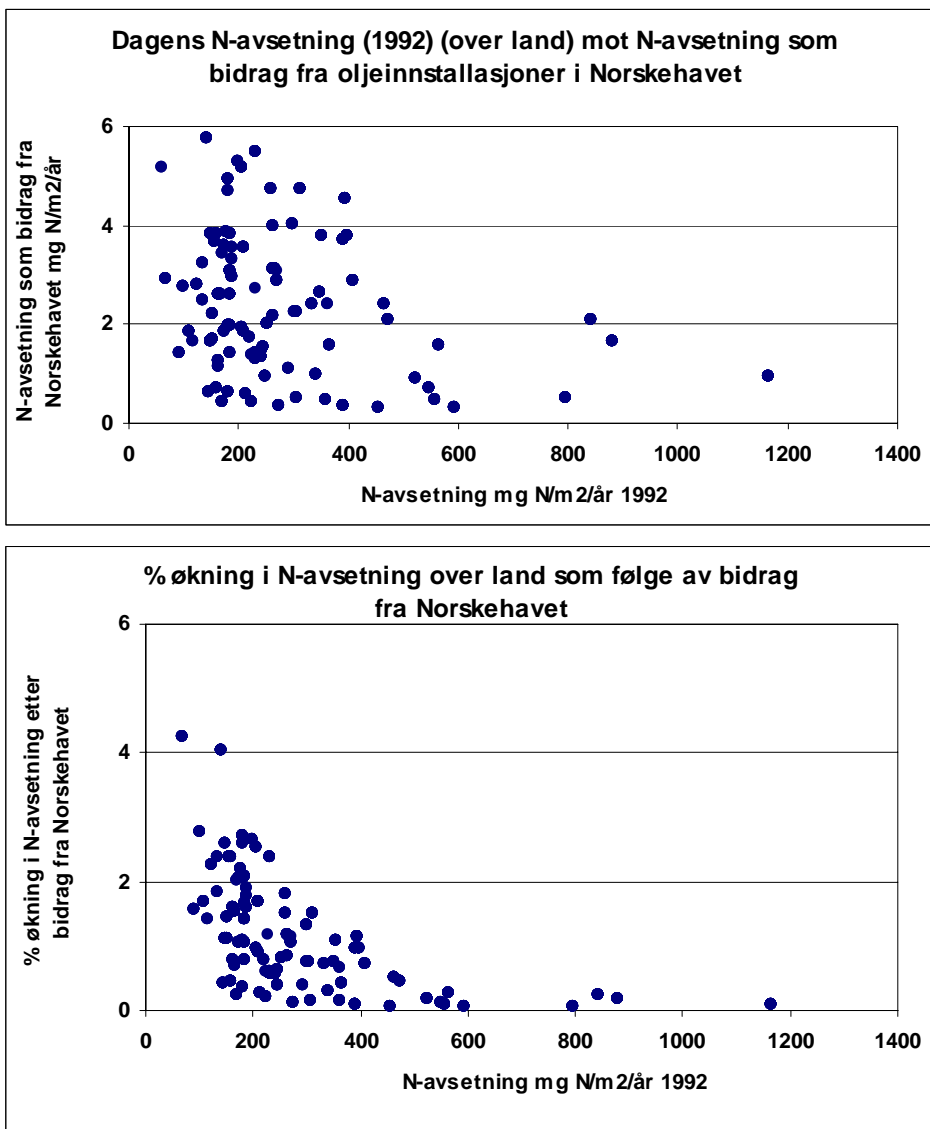 Dagens N-avsetning (1992) (over land) mot N-avsetning som
bidrag fra oljeinnstallasjoner i Norskehavet
N-avsetning som bidrag fra
Norskehavet mg N/m2/år
6
4
2
0
0 200 400 600 800 1000 1200 1400
N-avsetning mg N/m2/år 1992
% økning i N-avsetning over land som følge av bidrag
fra Norskehavet
% økning i N-avsetning etter
bidrag fra Norskehavet
6
4
2
0
0 200 400 600 800 1000 1200 1400
N-avsetning mg N/m2/år 1992